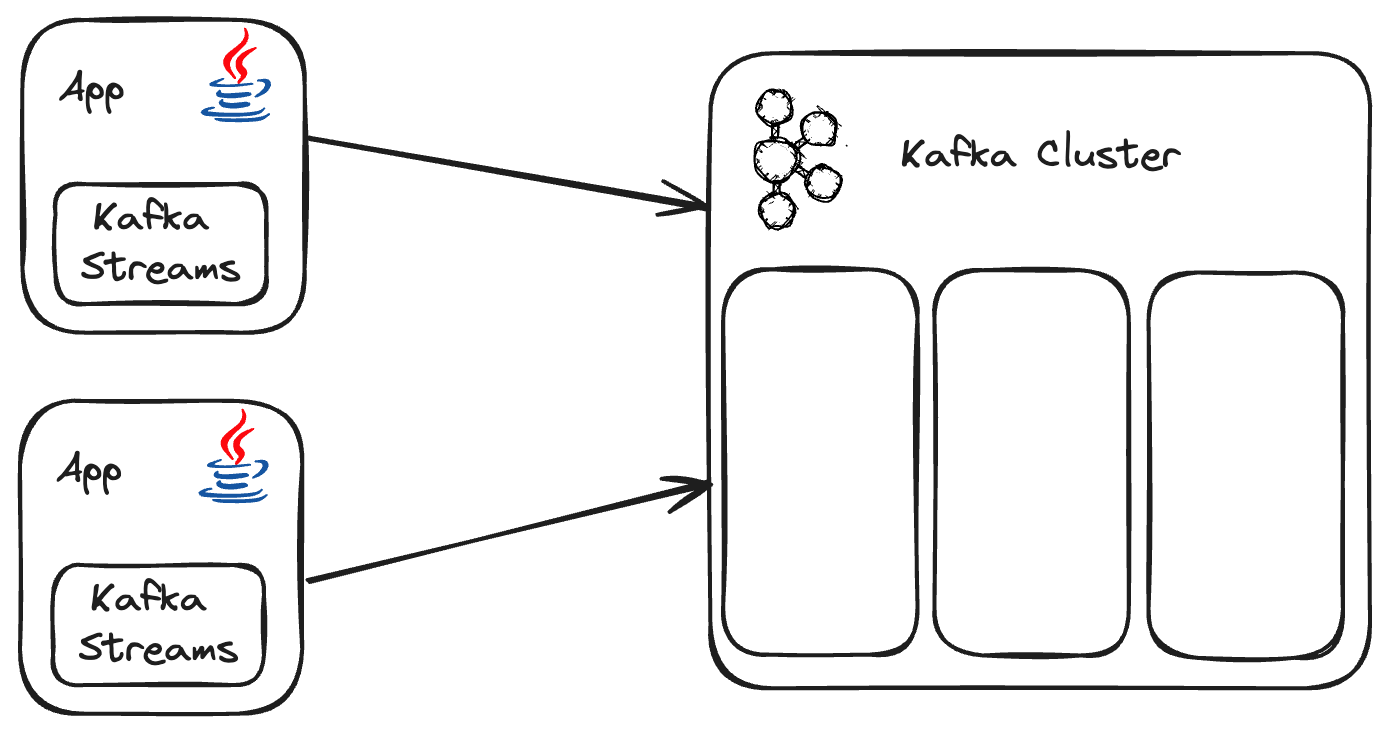 App
Kafka
Streams
App
Kafka
Streams
Kafka Cluster